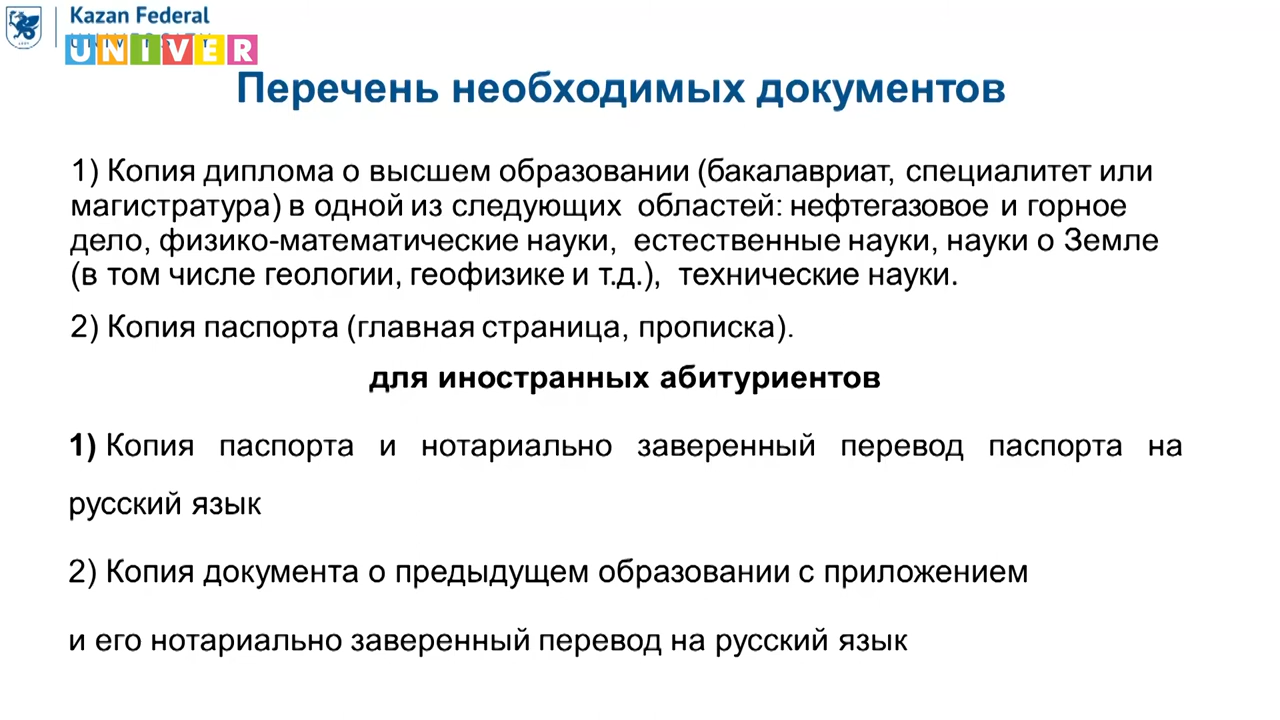 Kazan Federal
UNIVERSITY
UNIVER
Перечень необходимых документов
1) Копия диплома о высшем образовании (бакалавриат, специалитет или
магистратура) в одной из следующих областей: нефтегазовое и горное
дело, физико-математические науки, естественные науки, науки о Земле
(в том числе геологии, геофизике и т.д.), технические науки.
2) Копия паспорта (главная страница, прописка).
для иностранных абитуриентов
1) Копия паспорта и нотариально заверенный перевод паспорта на
русский язык
2) Копия документа о предыдущем образовании с приложением
и его нотариально заверенный перевод на русский язык